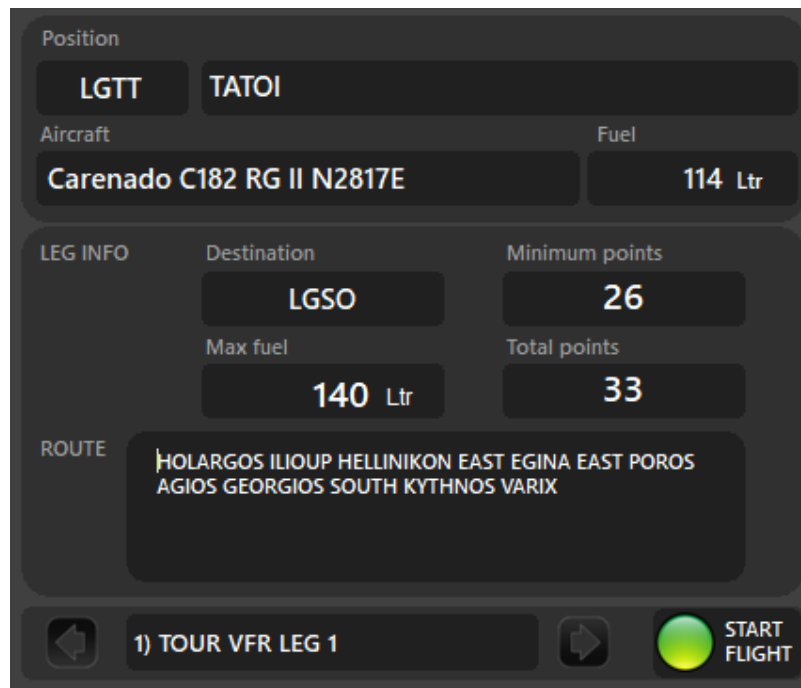 Position
LGTT TATOI
Aircraft Fuel
Carenado C182 RG II N2817E 114 Ltr
LEG INFO Destination Minimum points
LGSO 26
Max fuel Total points
140 Ltr 33
ROUTE
HOLARGOS ILIOUP HELLINIKON EAST EGINA EAST POROS
AGIOS GEORGIOS SOUTH KYTHNOS VARIX
1) TOUR VFR LEG 1
START
FLIGHT